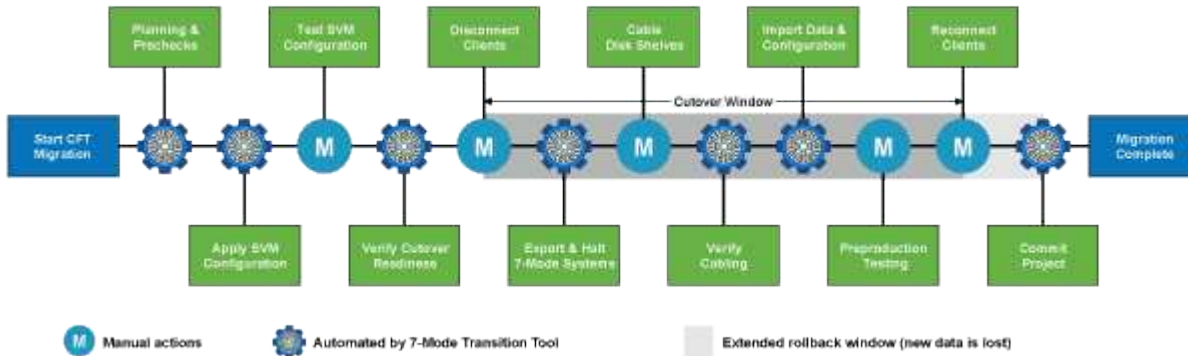 Planning &
Prechecks
Test SVM
Configuration
Disconnect
Clients
Cable
Disk Shelves
Import Data &
Configuration
Reconnect
Clients
Cutover Window
Start CFT
Migration
M
M
M
M
M
Migration
Complete
Apply SVM
Configuration
Verify Cutover
Readiness
Export & Halt
7-Mode Systems
Verify
Cabling
Preproduction
Testing
Commit
Project
M Manual actions
Automated by 7-Mode Transition Tool
Extended rollback window (new data is lost)